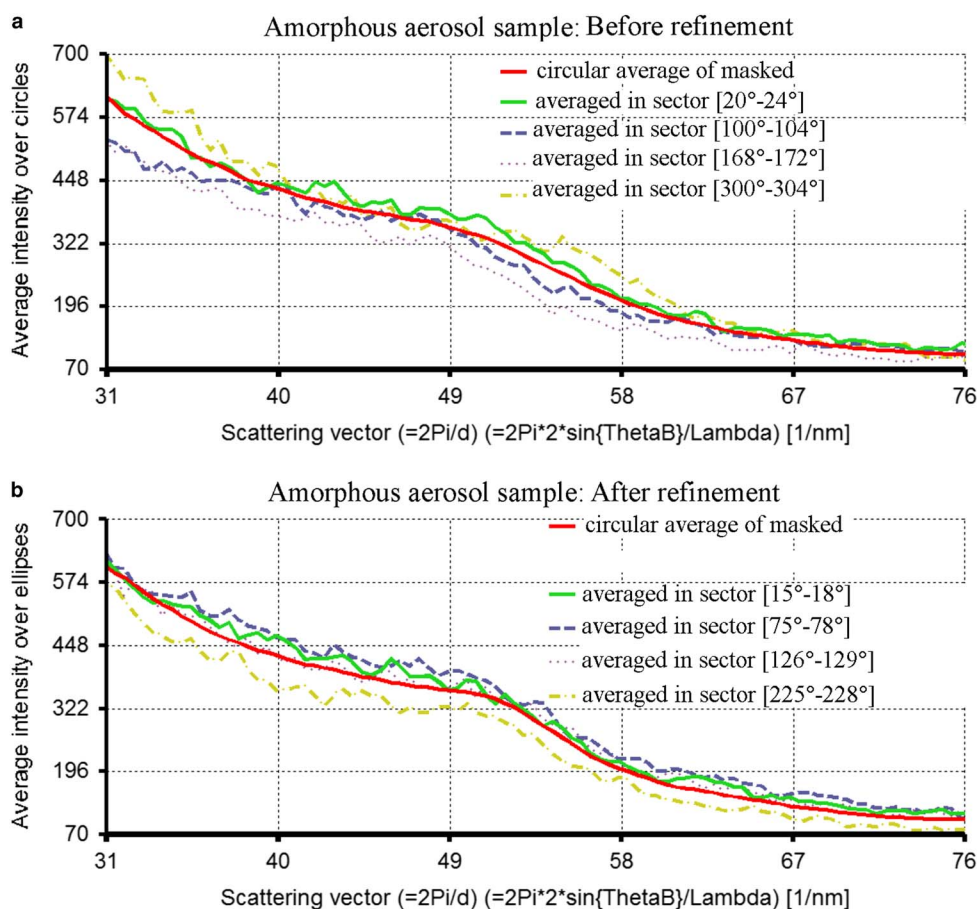 a
Amorphous aerosol sample: Before refinement
Average intensity over circles
700
574
448
322
196
70
circular average of masked
averaged in sector [20°-24°]
averaged in sector [100°-104°]
averaged in sector [168°-172°]
averaged in sector [300°-304°]
31 40 49 58 67 76
Scattering vector (=2Pi/d) (=2Pi*2*sin{ThetaB}/Lambda) [1/nm]
b
Amorphous aerosol sample: After refinement
Average intensity over ellipses
700
574
448
322
196
70
circular average of masked
averaged in sector [15°-18°]
averaged in sector [75°-78°]
averaged in sector [126°-129°]
averaged in sector [225°-228°]
31 40 49 58 67 76
Scattering vector (=2Pi/d) (=2Pi*2*sin{ThetaB}/Lambda) [1/nm]